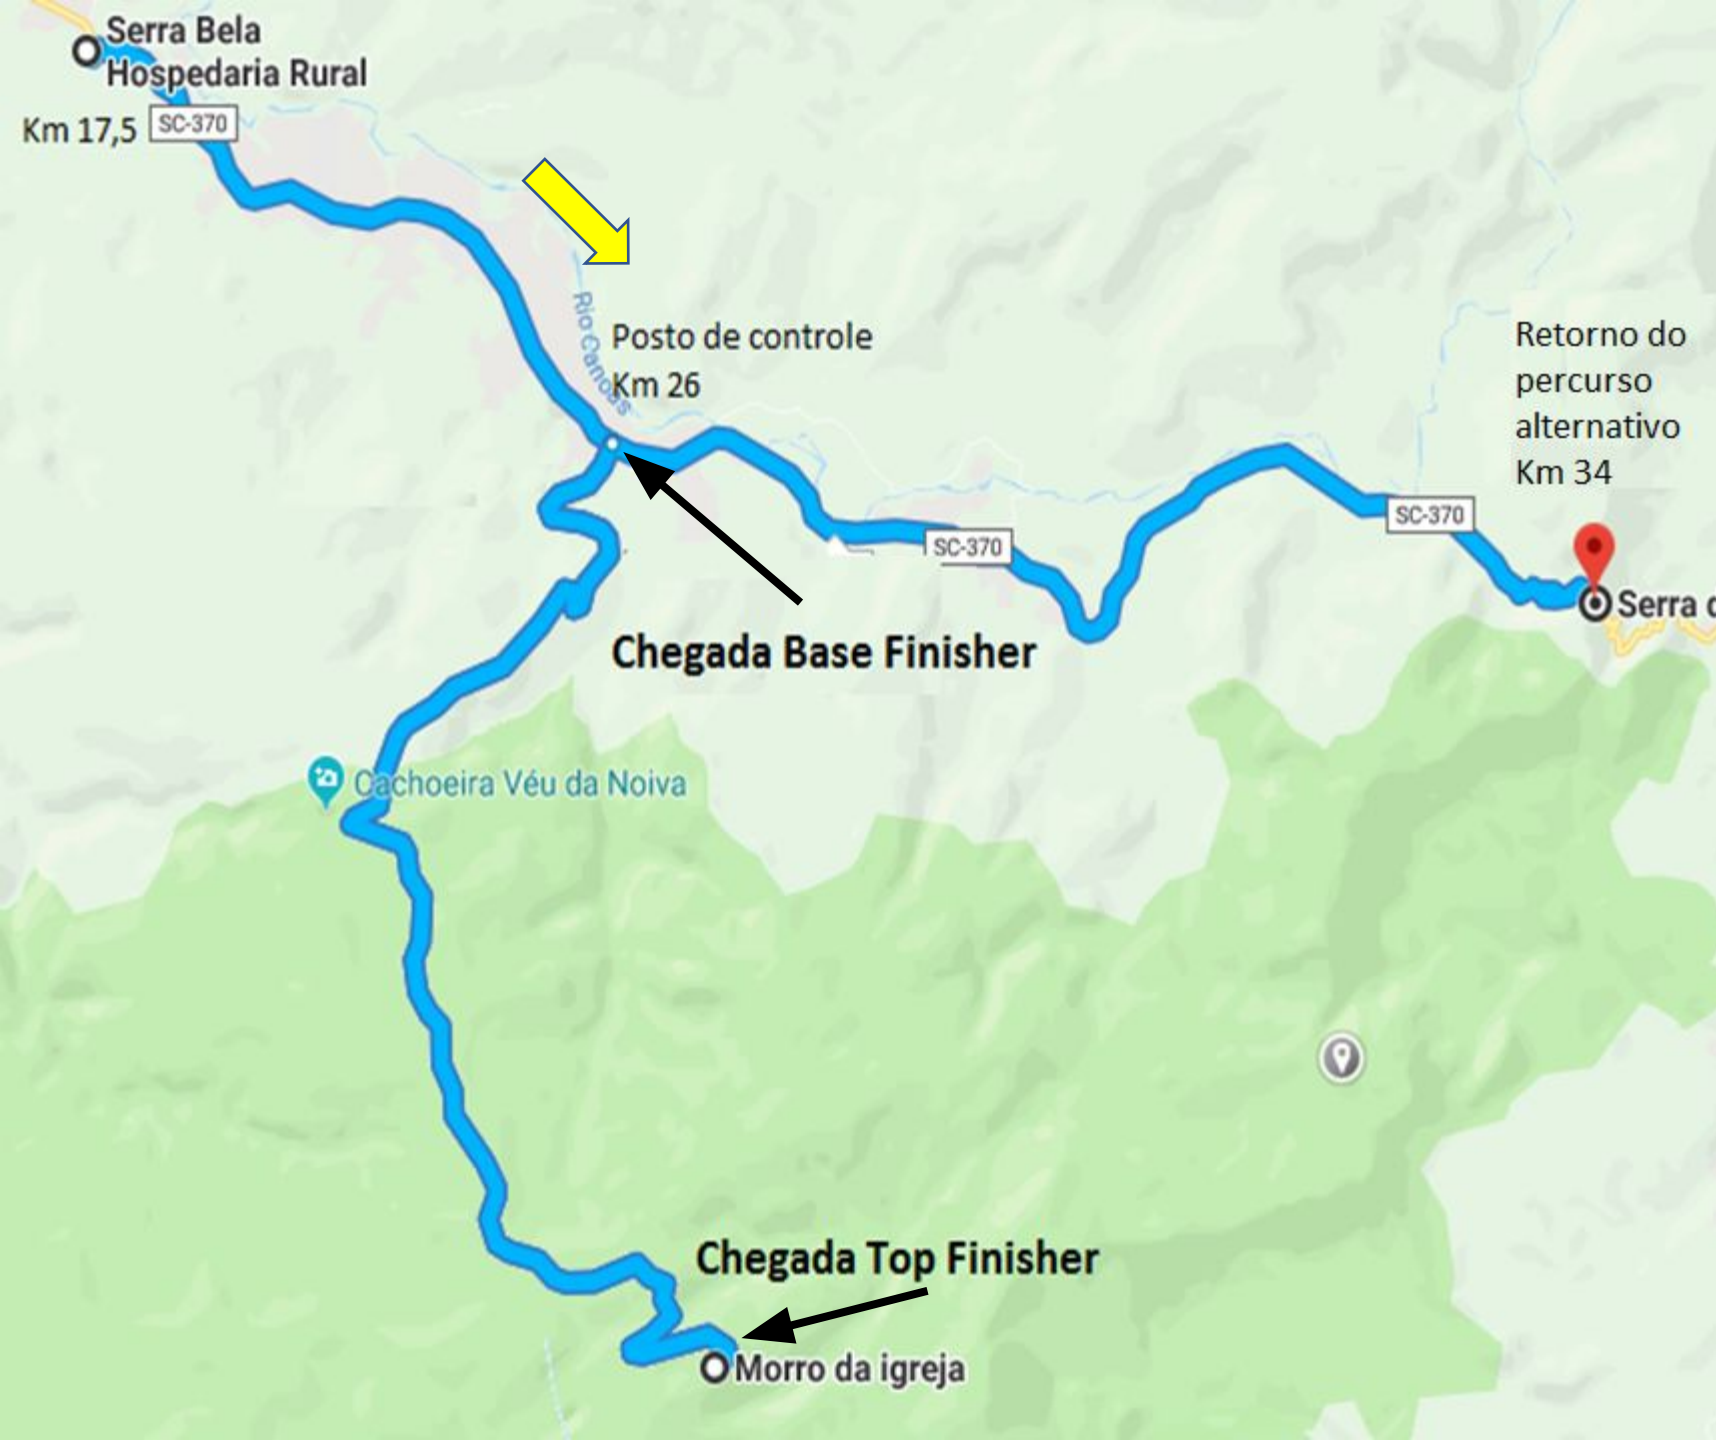 Serra Bela
Hospedaria Rural
Km 17,5
SC-370
Rio Canoas
Posto de controle
Km 26
Retorno do
percurso
alternativo
Km 34
SC-370
SC-370
Serra
Chegada Base Finisher
Cachoeira Véu da Noiva
Chegada Top Finisher
Morro da igreja